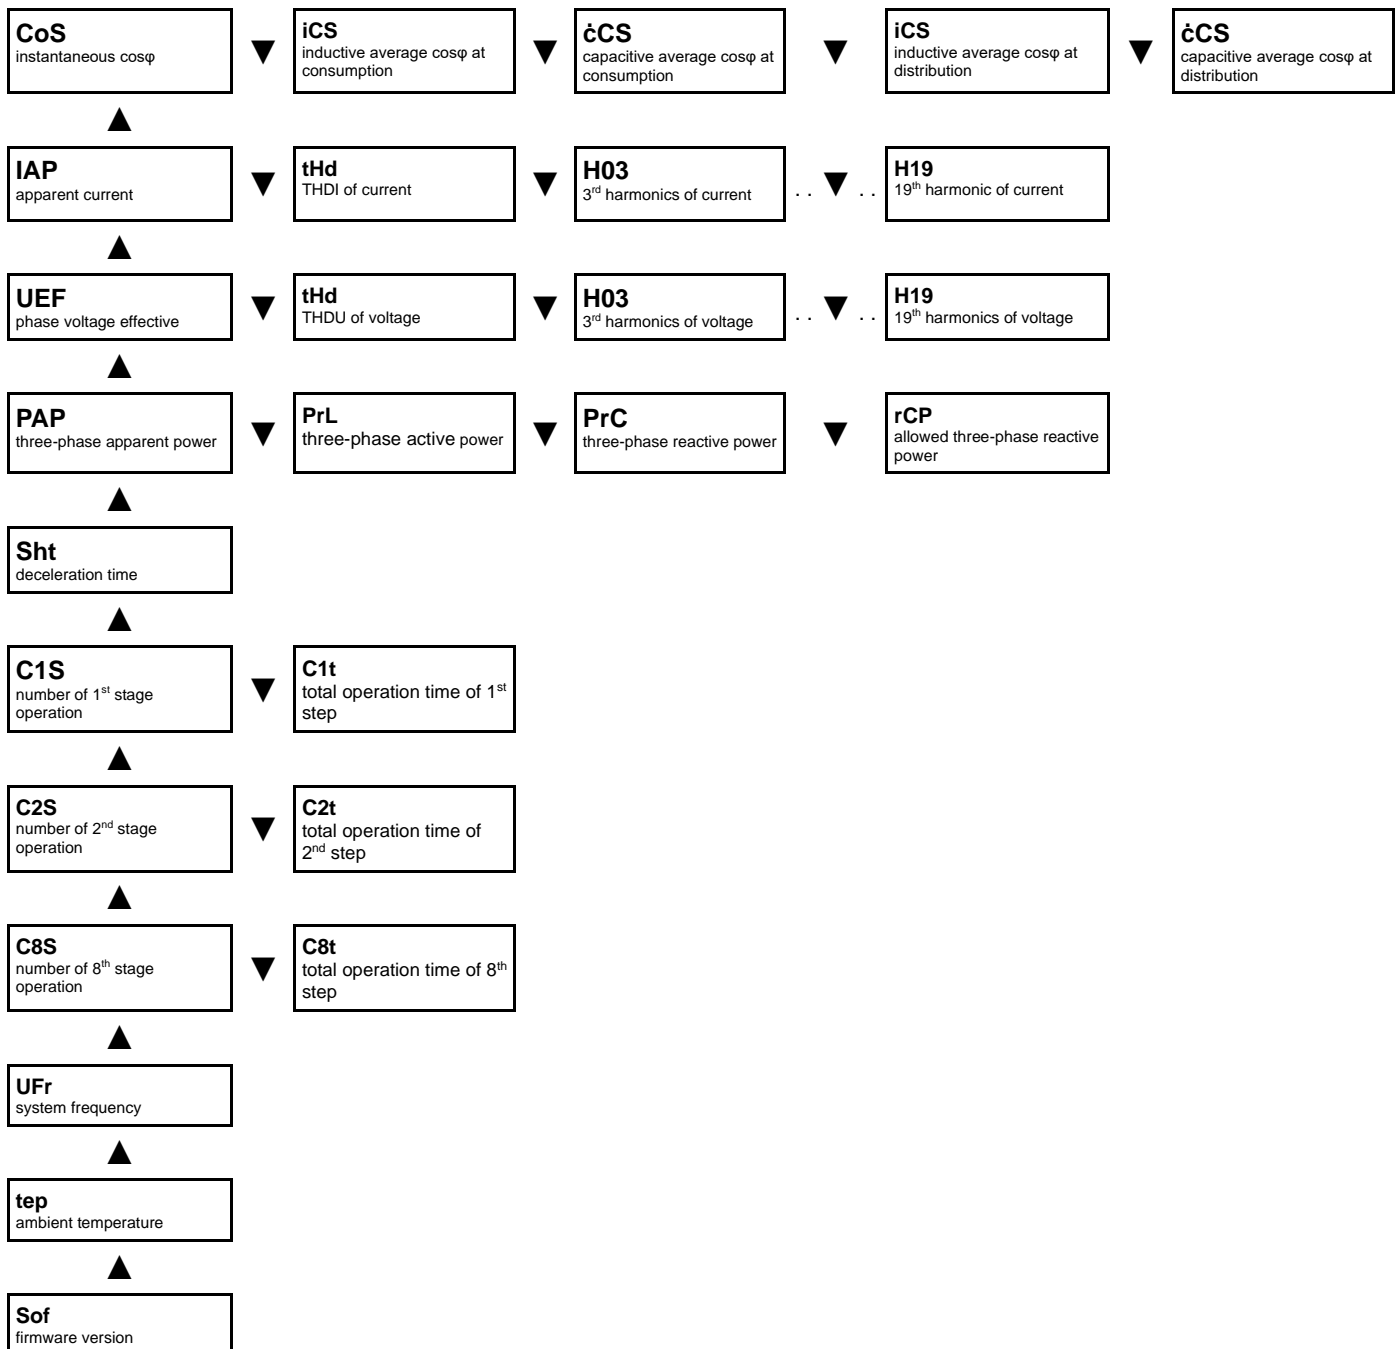 CoS
instantaneous cosφ
iCS
inductive average cosφ at
consumption
ċCS
capacitive average cosφ at
consumption
iCS
inductive average cosφ at
distribution
ċCS
capacitive average cosφ at
distribution
IAP
apparent current
tHd
THDI of current
H03
3rd harmonics of current
. .
. .
H19
19th harmonic of current
UEF
phase voltage effective
tHd
THDU of voltage
H03
3rd harmonics of voltage
. .
. .
H19
19th harmonics of voltage
PAP
three-phase apparent power
PrL
three-phase active power
PrC
three-phase reactive power
rCP
allowed three-phase reactive
power
Sht
deceleration time
C1S
number of 1st stage
operation
C1t
total operation time of 1st
step
C2S
number of 2nd stage
operation
C2t
total operation time of
2nd step
C8S
number of 8th stage
operation
C8t
total operation time of 8th
step
UFr
system frequency
tep
ambient temperature
Sof
firmware version